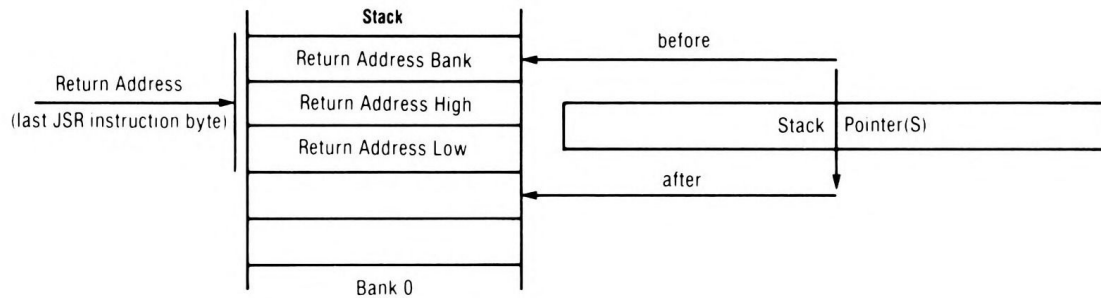 Stack
Return Address Bank
before
Return Address
(last JSR instruction byte)
Return Address High
Stack Pointer(S)
Return Address Low
after
Bank 0